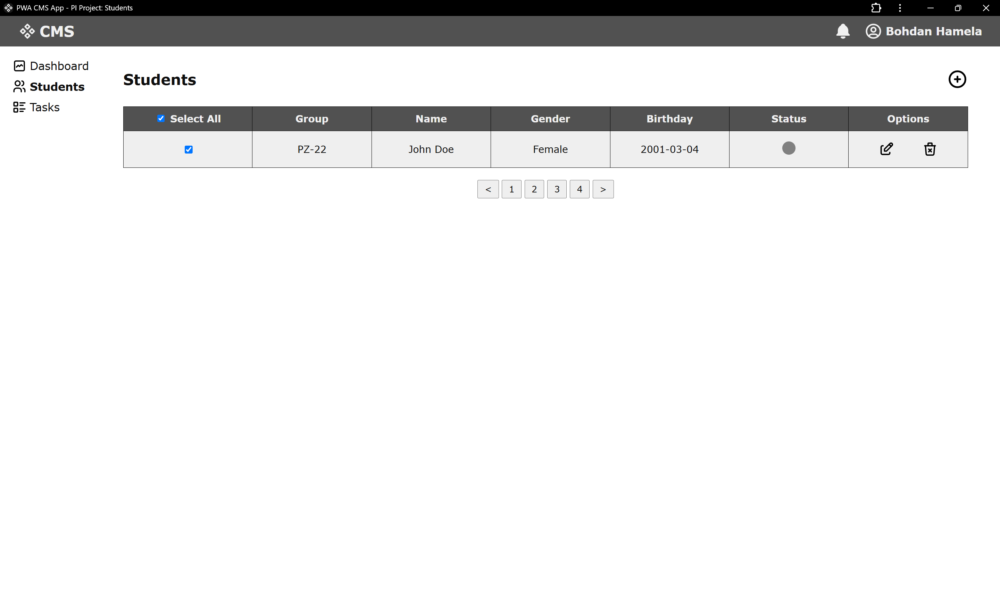 PWA CMS App - PI Project: Students
CMS
Bohdan Hamela
Dashboard
Students
Tasks
Students
Select All Group Name Gender Birthday Status Options
PZ-22 John Doe Female 2001-03-04
< 1 2 3 4 >